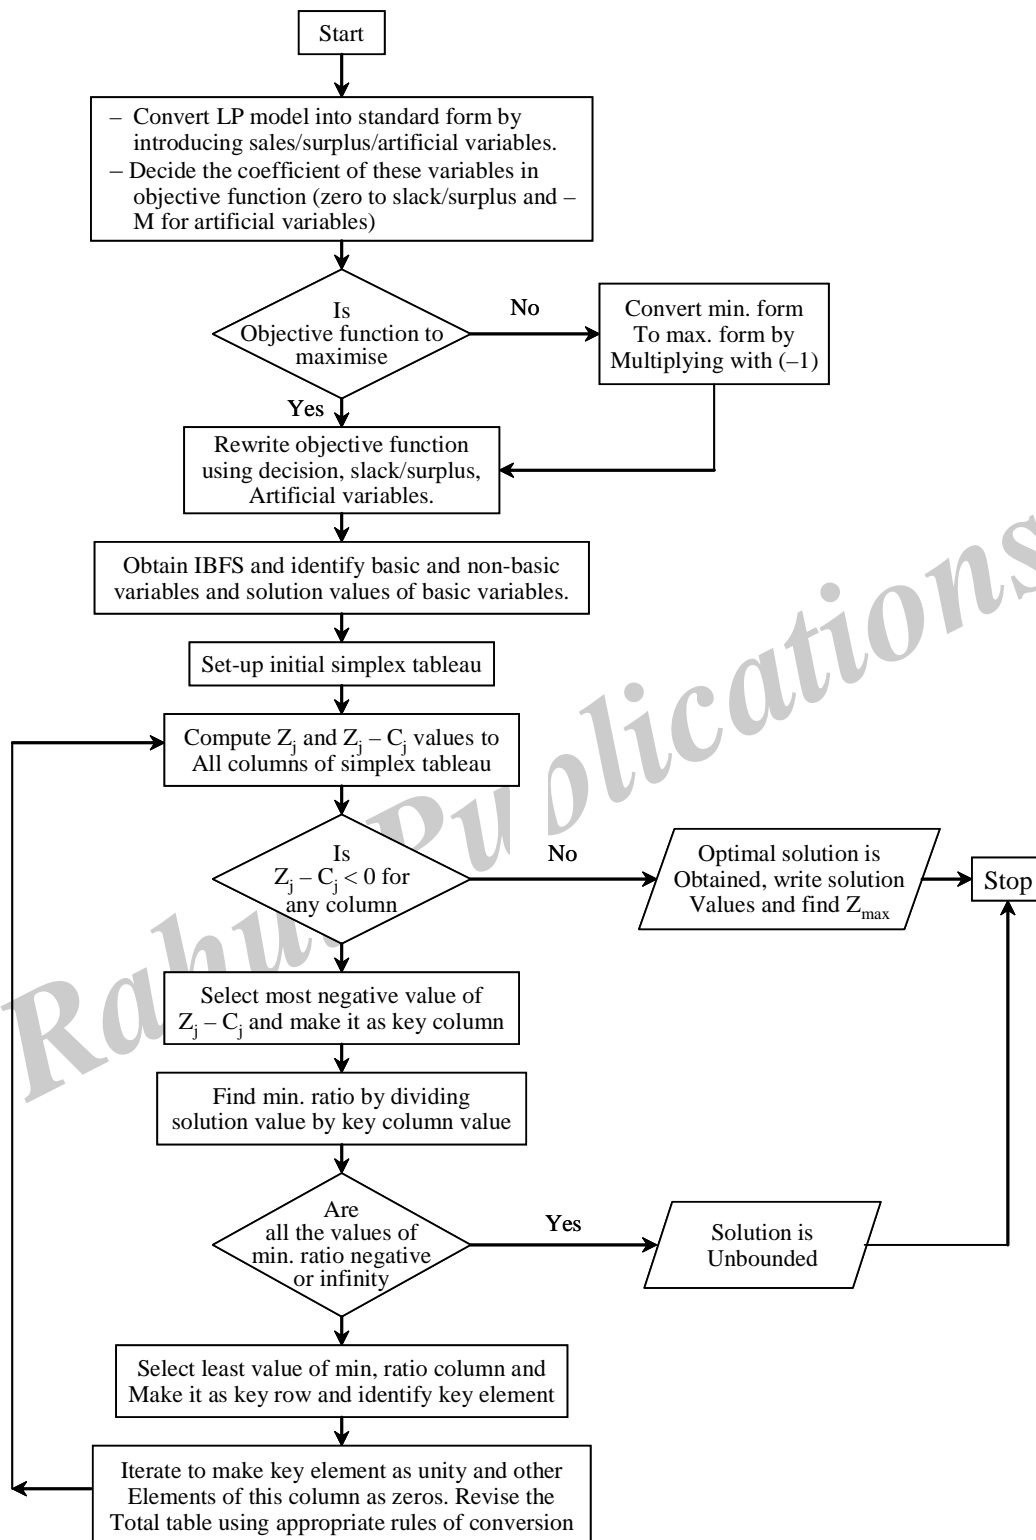 Start
– Convert LP model into standard form by
introducing sales/surplus/artificial variables.
– Decide the coefficient of these variables in
objective function (zero to slack/surplus and –
M for artificial variables)
Is
Objective function to
maximise
No
Convert min. form
To max. form by
Multiplying with (–1)
Yes
Rewrite objective function
using decision, slack/surplus,
Artificial variables.
Obtain IBFS and identify basic and non-basic
variables and solution values of basic variables.
Set-up initial simplex tableau
Compute Zj and Zj – Cj values to
All columns of simplex tableau
Is
Zj – Cj < 0 for
any column
No
Optimal solution is
Obtained, write solution
Values and find Zmax
Stop
Select most negative value of
Zj – Cj and make it as key column
Find min. ratio by dividing
solution value by key column value
Are
all the values of
min. ratio negative
or infinity
Yes
Solution is
Unbounded
Select least value of min, ratio column and
Make it as key row and identify key element
Iterate to make key element as unity and other
Elements of this column as zeros. Revise the
Total table using appropriate rules of conversion
Rahul Publications